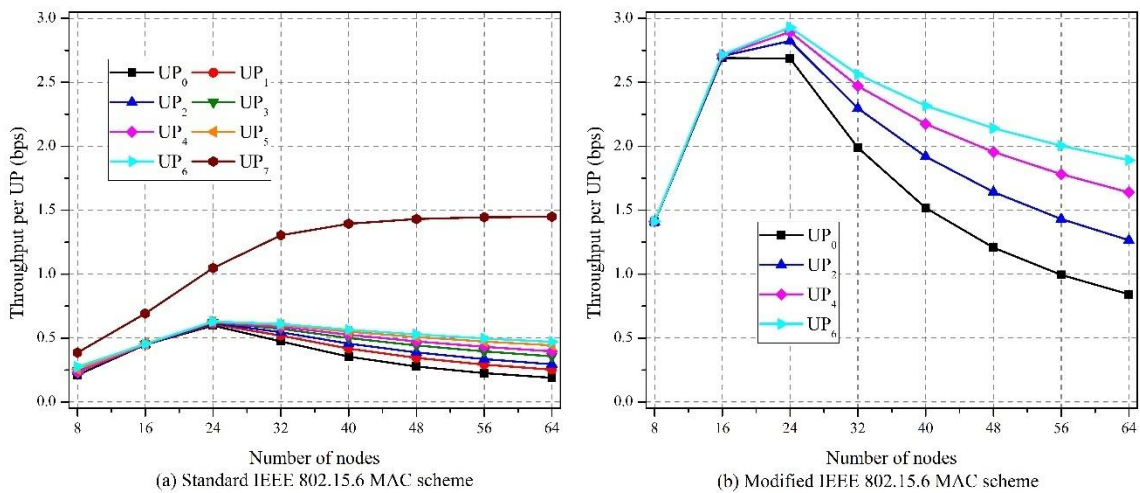 3.0
2.5
2.0
1.5
1.0
0.5
0.0
Throughput per UP (bps)
UP0 UP1
UP2 UP3
UP4 UP5
UP6 UP7
8 16 24 32 40 48 56 64
Number of nodes
(a) Standard IEEE 802.15.6 MAC scheme
3.0
2.5
2.0
1.5
1.0
0.5
0.0
Throughput per UP (bps)
UP0
UP2
UP4
UP6
8 16 24 32 40 48 56 64
Number of nodes
(b) Modified IEEE 802.15.6 MAC scheme